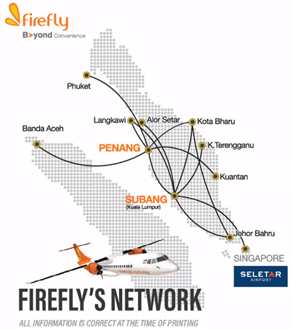 firefly
Beyond Convenience
Phuket
Langkawi
Alor Setar
Kota Bharu
Banda Aceh
PENANG
K.Terengganu
Kuantan
SUBANG
(Kuala Lumpur)
Johor Bahru
SINGAPORE
SELETAR
AIRPORT
FIREFLY'S NETWORK
ALL INFORMATION IS CORRECT AT THE TIME OF PRINTING